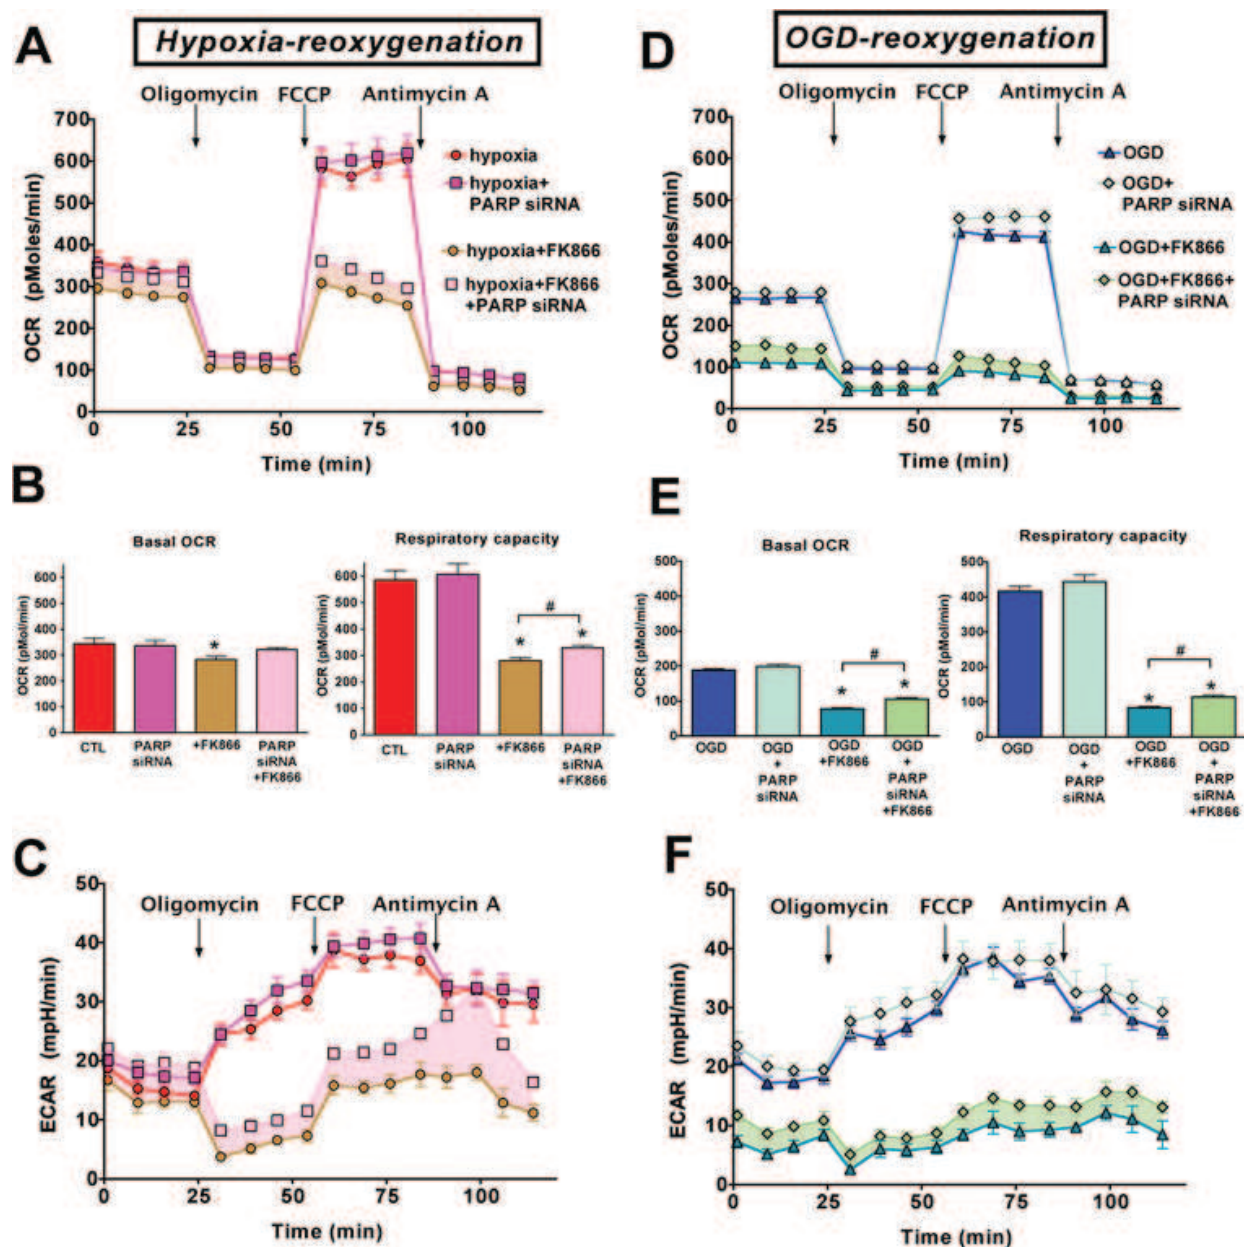 A
Hypoxia-reoxygenation
Oligomycin FCCP Antimycin A
700
600
500
400
300
200
100
0
OCR (pMoles/min)
0 25 50 75 100
Time (min)
hypoxia
hypoxia+
PARP siRNA
hypoxia+FK866
hypoxia+FK866
+PARP siRNA
D
OGD-reoxygenation
Oligomycin FCCP Antimycin A
700
600
500
400
300
200
100
0
OCR (pMoles/min)
0 25 50 75 100
Time (min)
OGD
OGD+
PARP siRNA
OGD+FK866
OGD+FK866+
PARP siRNA
B
Basal OCR
600
500
400
300
300
200
100
0
OCR (pMol/min)
*
CTL
PARP
siRNA
+FK866
PARP
siRNA
+FK866
Respiratory capacity
600
500
400
300
300
200
100
0
OCR (pMol/min)
#
* *
CTL
PARP
siRNA
+FK866
PARP
siRNA
+FK866
E
Basal OCR
500
400
300
200
100
0
OCR (pMol/min)
#
* *
OGD
OGD
+
PARP
siRNA
OGD
+FK866
OGD
+
PARP
siRNA
+FK866
Respiratory capacity
500
400
300
200
100
0
OCR (pMol/min)
#
* *
OGD
OGD
+
PARP
siRNA
OGD
+FK866
OGD
+
PARP
siRNA
+FK866
C
Oligomycin FCCP Antimycin A
50
40
30
20
10
0
ECAR (mpH/min)
0 25 50 75 100
Time (min)
F
Oligomycin FCCP Antimycin A
50
40
30
20
10
0
ECAR (mpH/min)
0 25 50 75 100
Time (min)